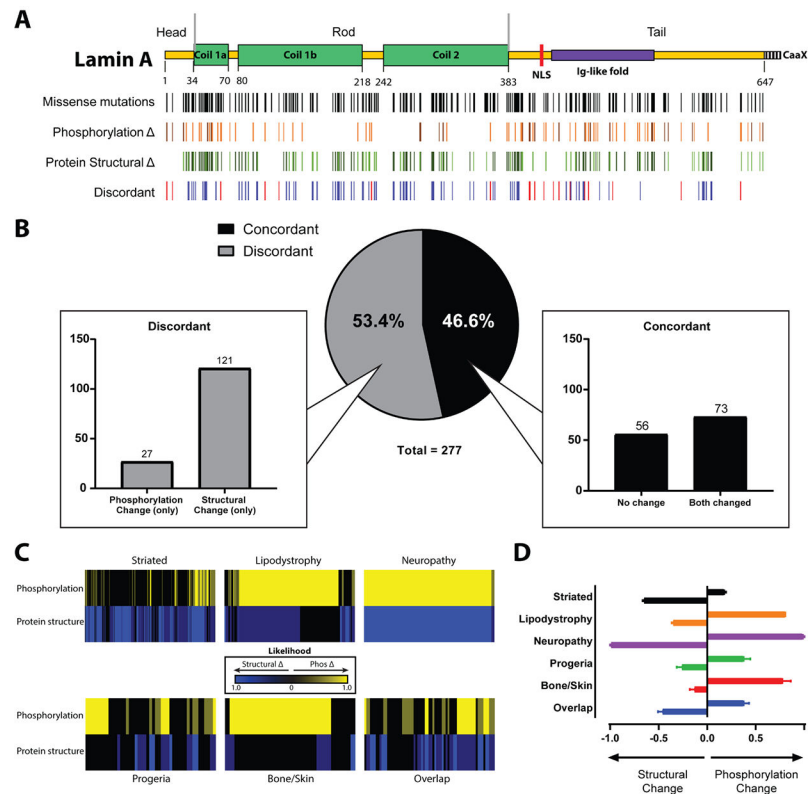 A
Head
Rod
Tail
Lamin A
Coil 1a
Coil 1b
Coil 2
NLS
Ig-like fold
CaaX
1
34
70
80
218
242
383
647
Missense mutations
Phosphorylation Δ
Protein Structural Δ
Discordant
B
Concordant
Discordant
53.4%
46.6%
Total = 277
Discordant
150
100
50
0
27
121
Phosphorylation Change (only)
Structural Change (only)
Concordant
150
100
50
0
56
73
No change
Both changed
C
Striated
Lipodystrophy
Neuropathy
Phosphorylation
Protein structure
Likelihood
Structural Δ
Phos Δ
1.0
0
1.0
Phosphorylation
Protein structure
Progeria
Bone/Skin
Overlap
D
Striated
Lipodystrophy
Neuropathy
Progeria
Bone/Skin
Overlap
-1.0
-0.5
0.0
0.5
Structural Change
Phosphorylation Change